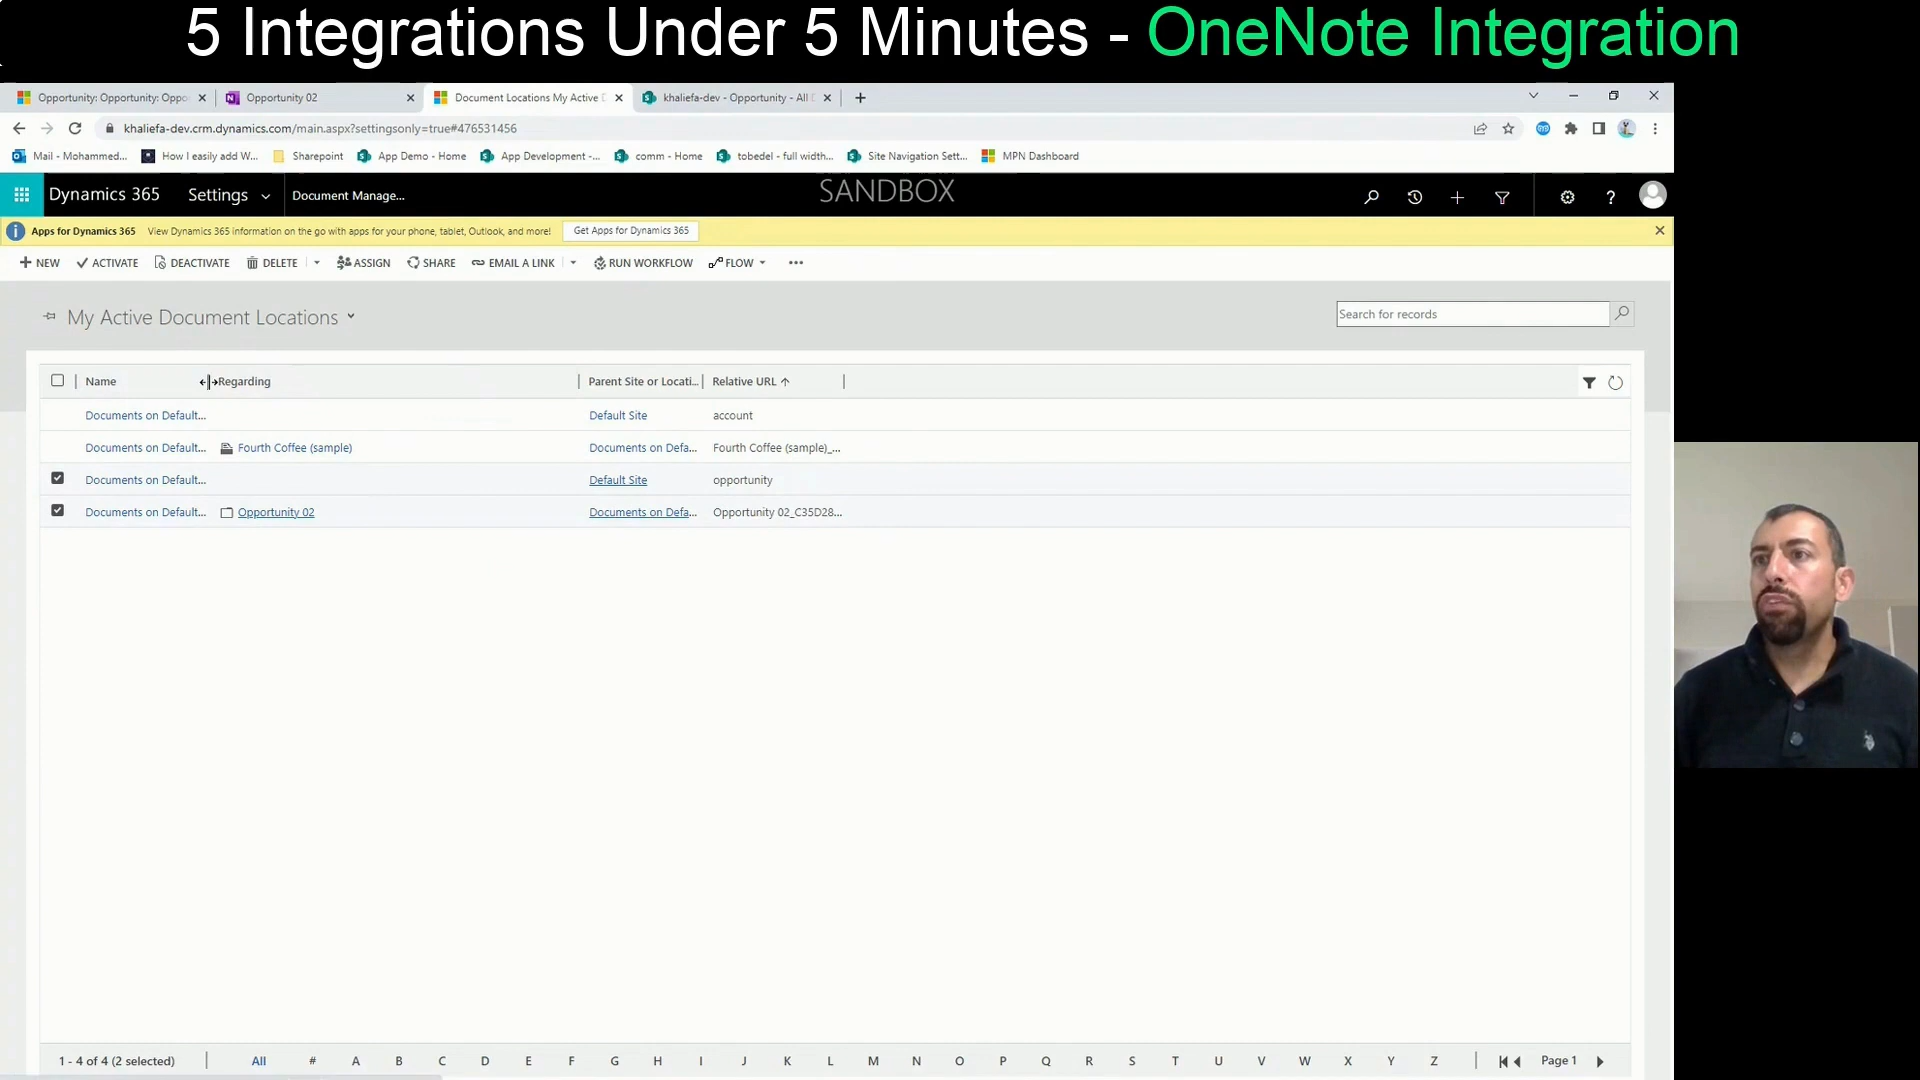 5 Integrations Under 5 Minutes - OneNote Integration
Opportunity: Opportunity: Oppo
Opportunity 02
Document Locations My Active
khaliefa-dev - Opportunity - All
khaliefa-dev.crm.dynamics.com/main.aspx?settingsonly=true#476531456
Mail - Mohammed...
How I easily add W...
Sharepoint
App Demo - Home
App Development -...
comm - Home
tobedel - full width...
Site Navigation Sett...
MPN Dashboard
Dynamics 365
Settings
Document Manage...
SANDBOX
Apps for Dynamics 365
View Dynamics 365 information on the go with apps for your phone, tablet, Outlook, and more!
Get Apps for Dynamics 365
NEW
ACTIVATE
DEACTIVATE
DELETE
ASSIGN
SHARE
EMAIL A LINK
RUN WORKFLOW
FLOW
My Active Document Locations
Search for records
Name
Regarding
Parent Site or Locati...
Relative URL
Documents on Default...
Default Site
account
Documents on Default...
Fourth Coffee (sample)
Documents on Defa...
Fourth Coffee (sample)_...
Documents on Default...
Default Site
opportunity
Documents on Default...
Opportunity 02
Documents on Defa...
Opportunity 02_C35D28...
1 - 4 of 4 (2 selected)
All # A B C D E F G H I J K L M N O P Q R S T U V W X Y Z
Page 1